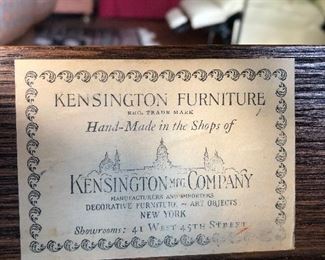 KENSINGTON FURNITURE
REG. TRADE MARK
Hand-Made in the Shops of
KENSINGTON MFG COMPANY
MANUFACTURERS AND IMPORTERS
DECORATIVE FURNITURE ~ ART OBJECTS
NEW YORK
Showrooms: 41 WEST 45TH STREET